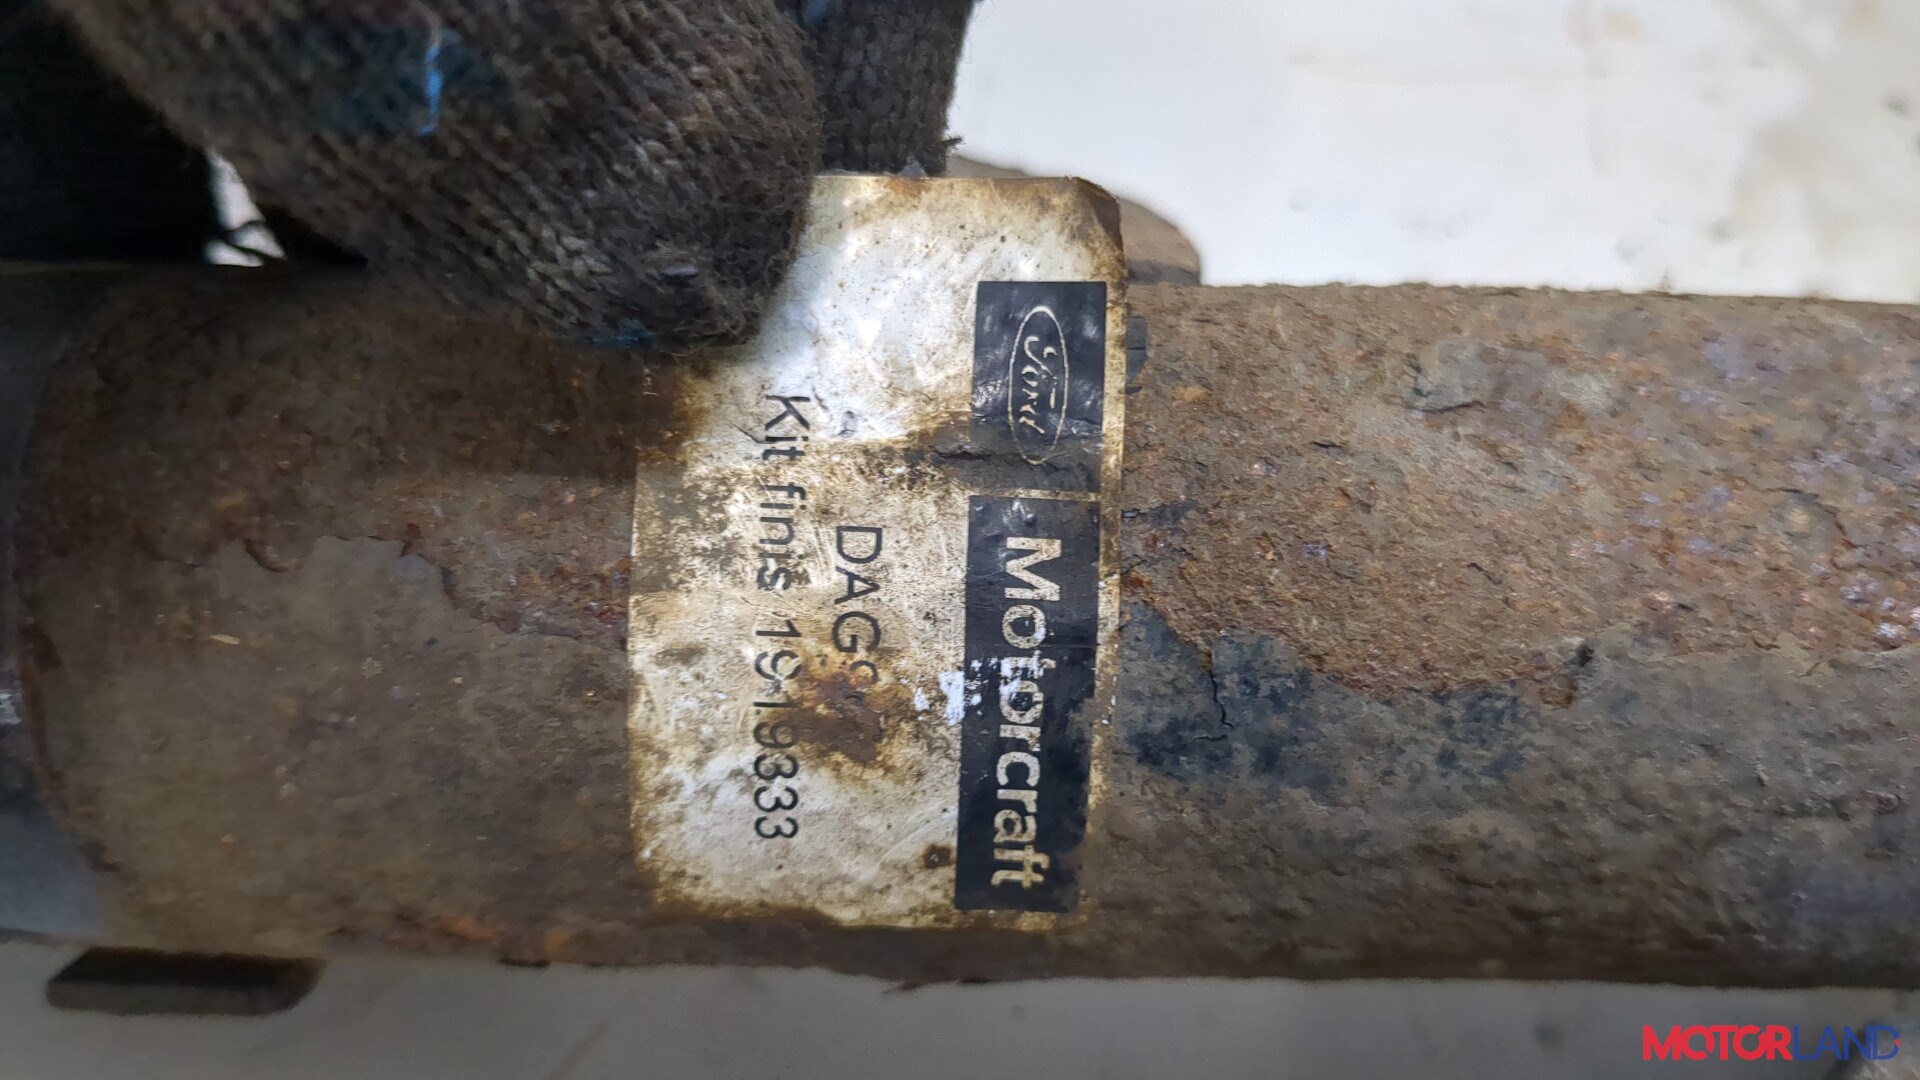 Ford
Motorcraft
DAG
Kit finis 1919333
MOTORLAND